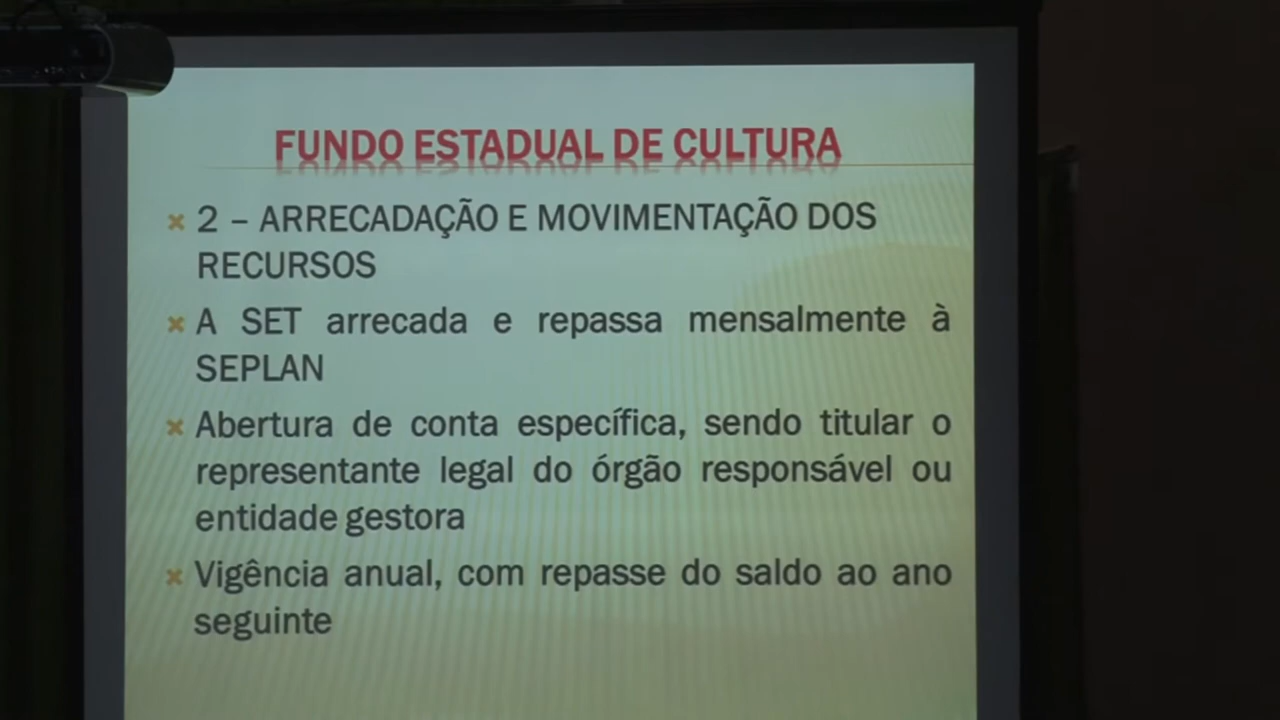 FUNDO ESTADUAL DE CULTURA
2 – ARRECADAÇÃO E MOVIMENTAÇÃO DOS
RECURSOS
A SET arrecada e repassa mensalmente à
SEPLAN
Abertura de conta específica, sendo titular o
representante legal do órgão responsável ou
entidade gestora
Vigência anual, com repasse do saldo ao ano
seguinte